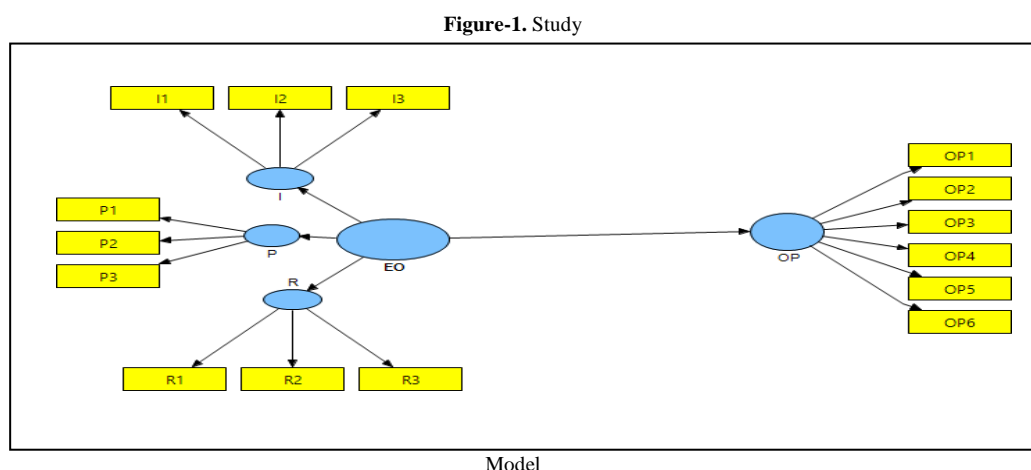 Figure-1. Study
I1 I2 I3
I
P1
P2
P3
P
EO
R
R1 R2 R3
OP
OP1
OP2
OP3
OP4
OP5
OP6
Model